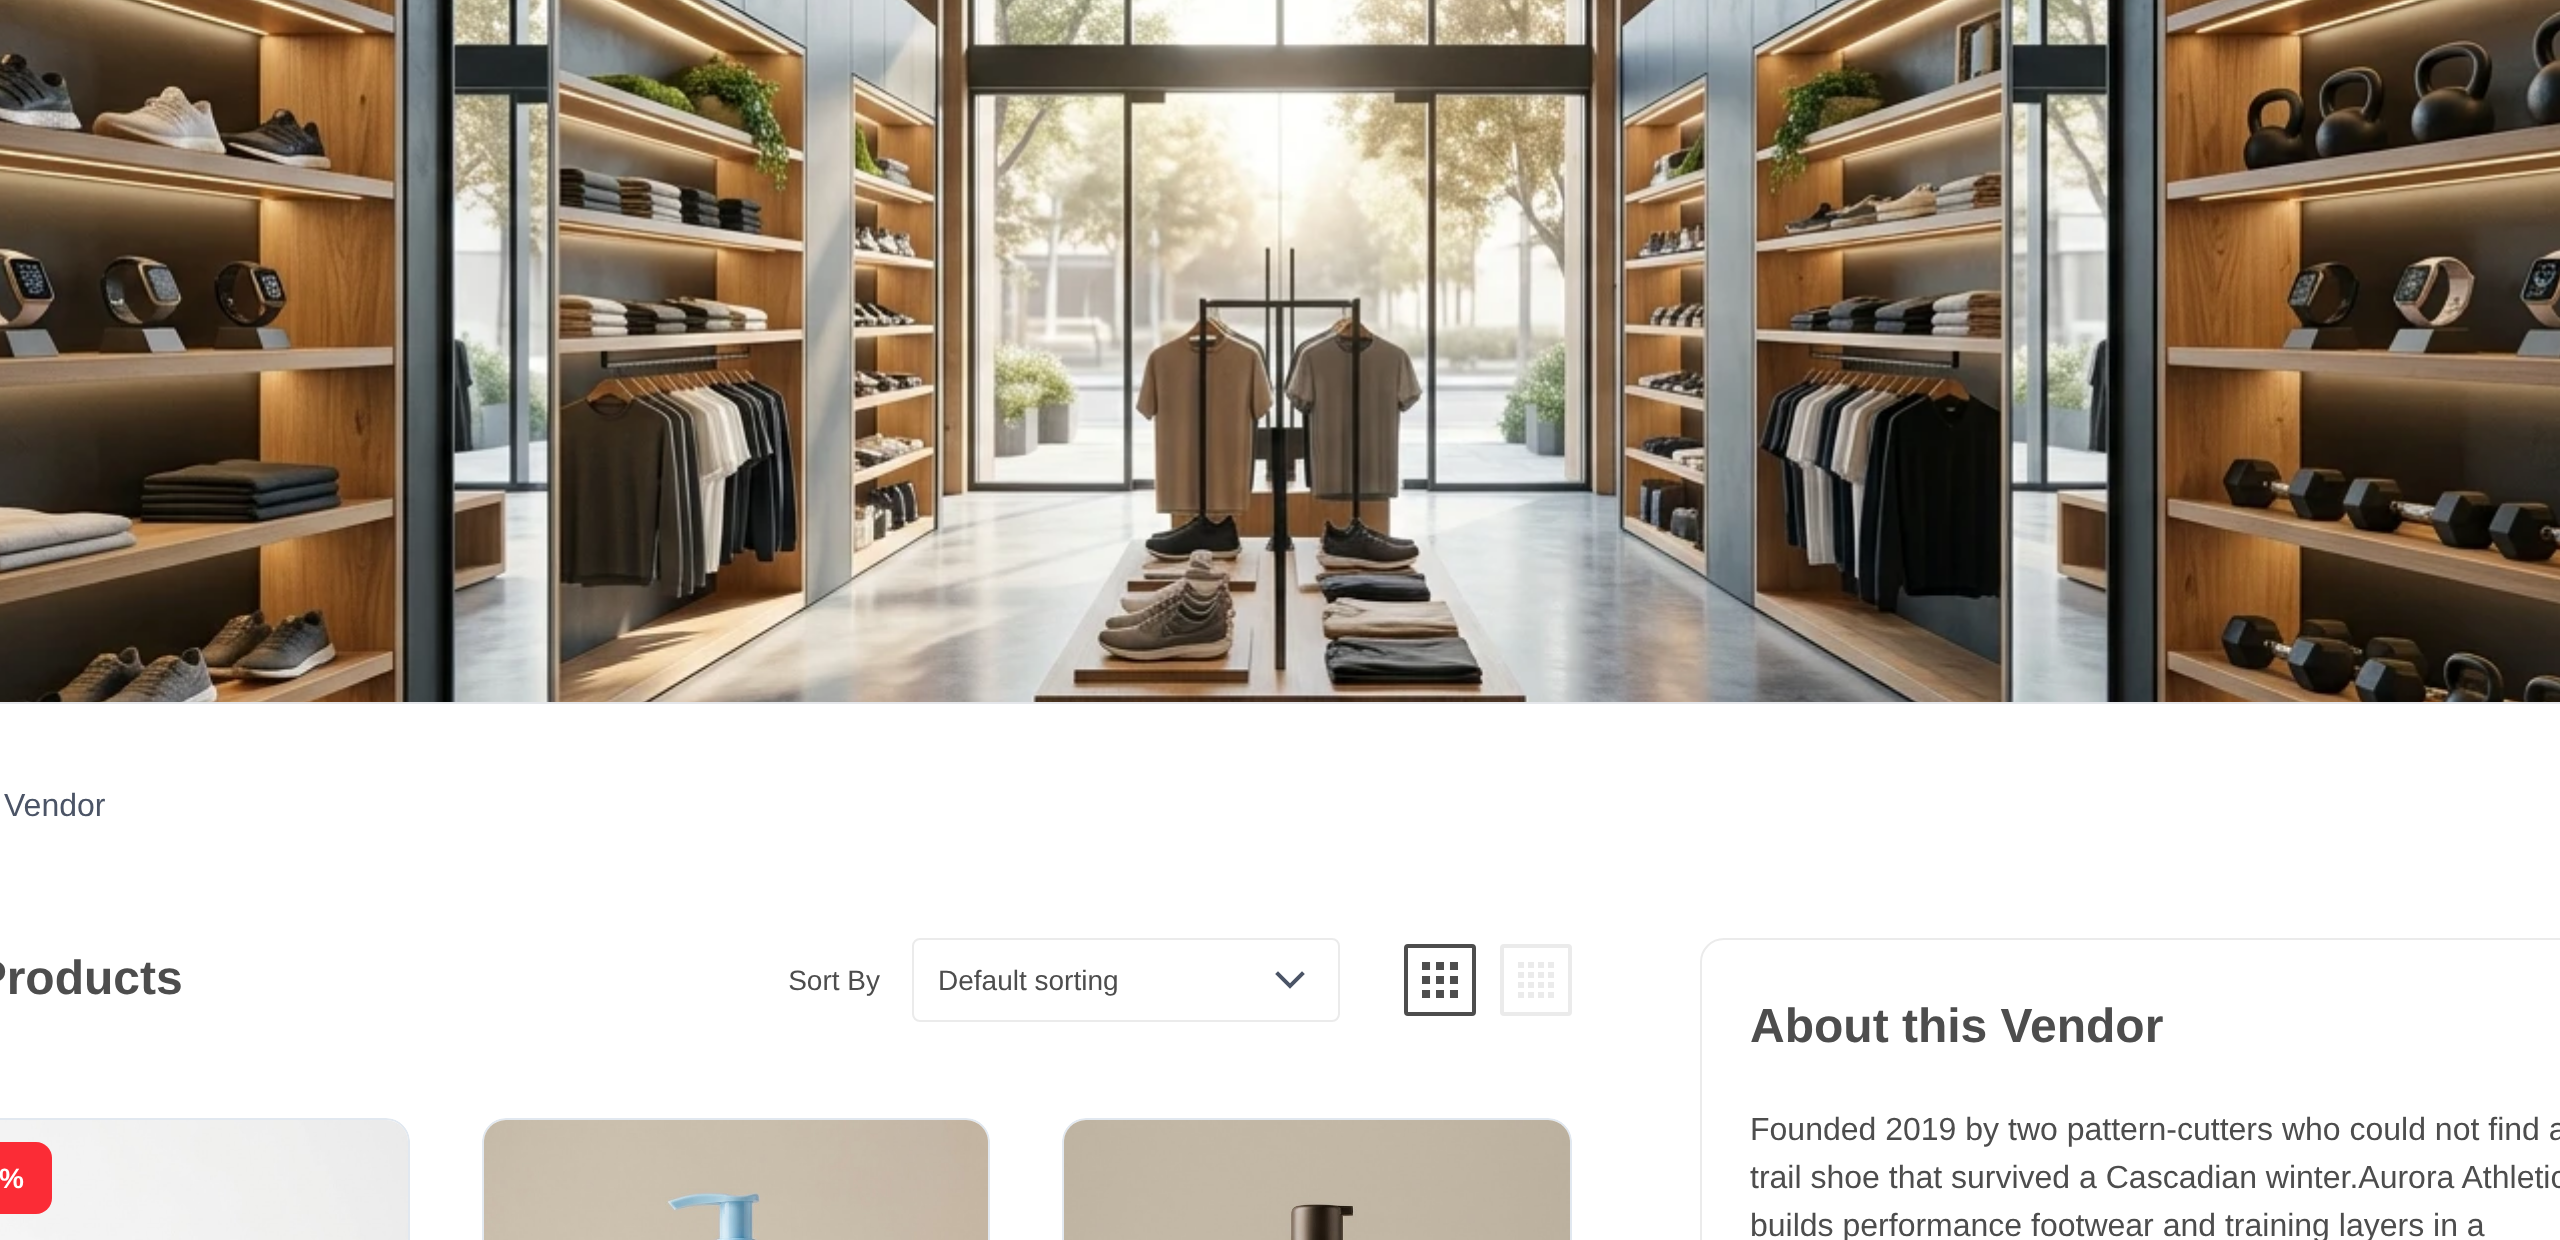 Vendor
Products
Sort By
Default sorting
About this Vendor
%
Founded 2019 by two pattern-cutters who could not find a
trail shoe that survived a Cascadian winter.Aurora Athletic
builds performance footwear and training layers in a